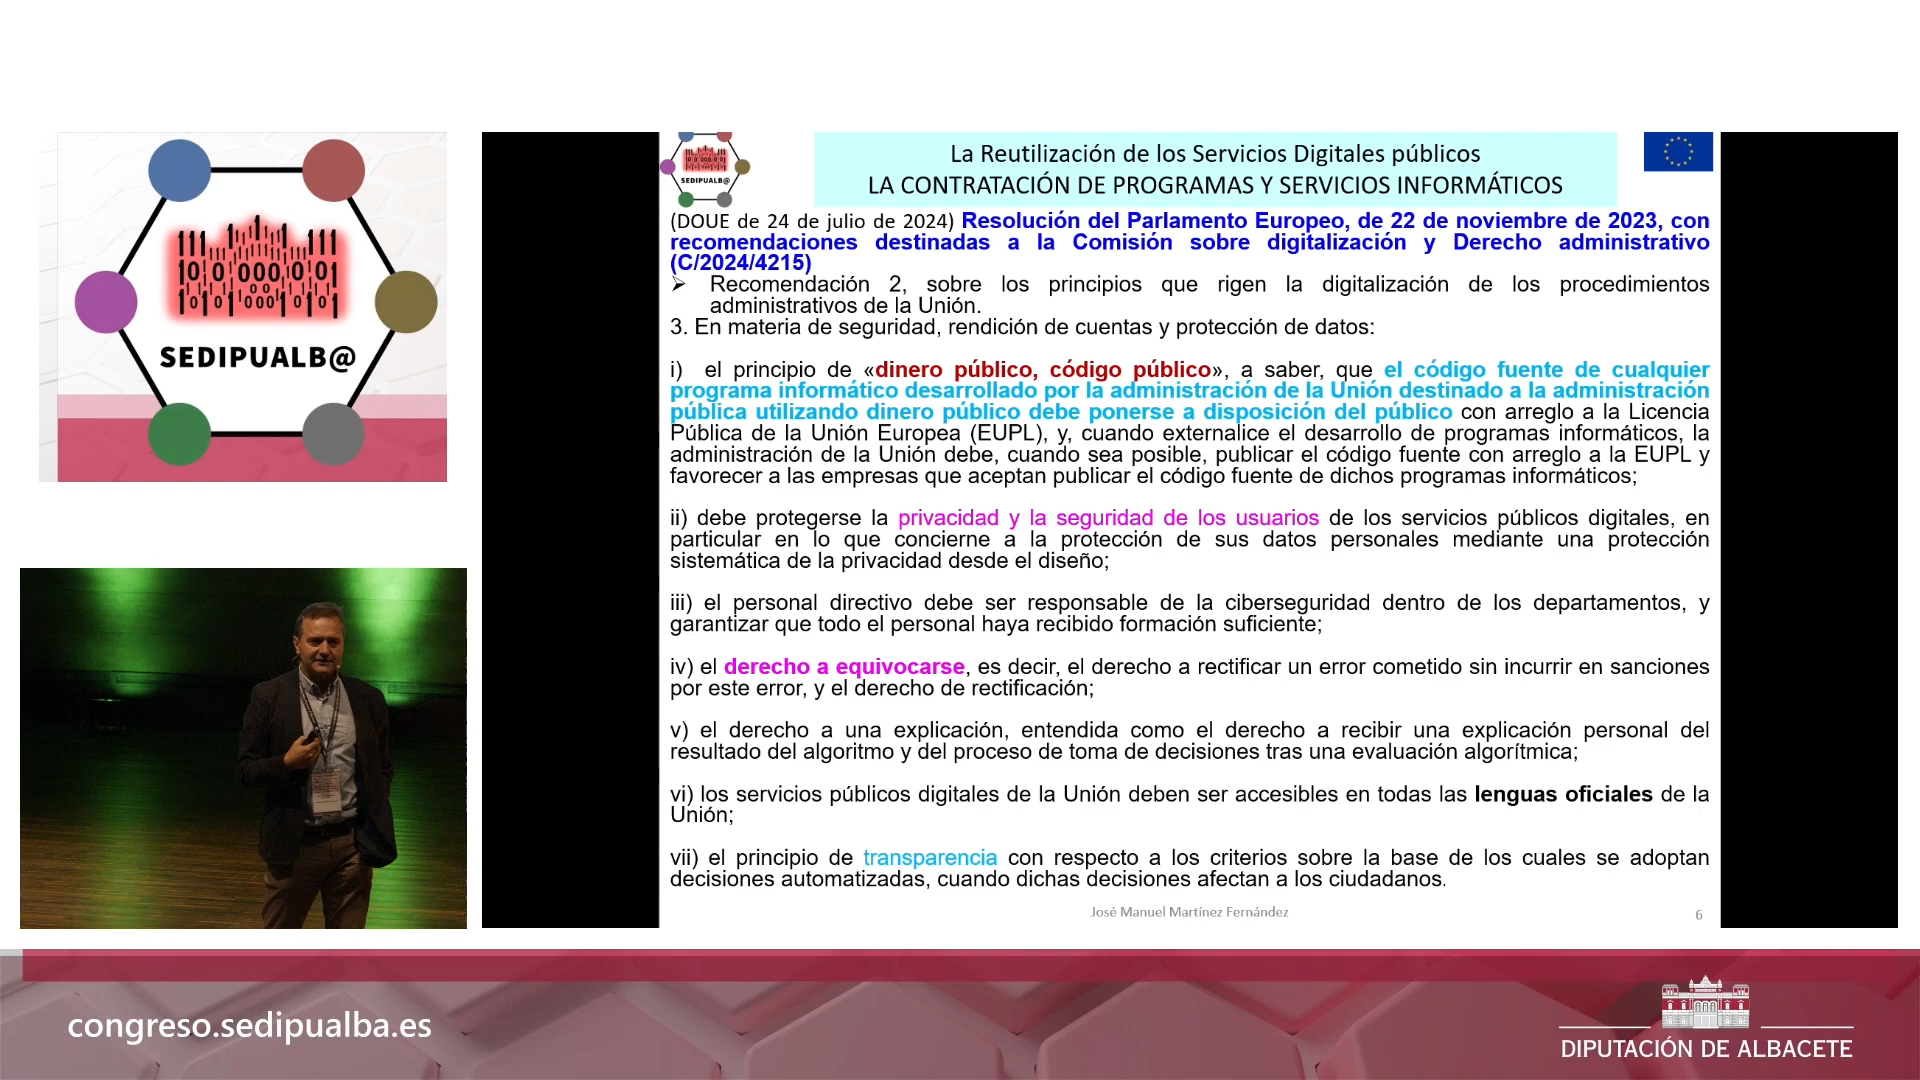 SEDIPUALB@
SEDIPUALB@
La Reutilización de los Servicios Digitales públicos
LA CONTRATACIÓN DE PROGRAMAS Y SERVICIOS INFORMÁTICOS
(DOUE de 24 de julio de 2024) Resolución del Parlamento Europeo, de 22 de noviembre de 2023, con
recomendaciones destinadas a la Comisión sobre digitalización y Derecho administrativo
(C/2024/4215)
➢ Recomendación 2, sobre los principios que rigen la digitalización de los procedimientos
administrativos de la Unión.
3. En materia de seguridad, rendición de cuentas y protección de datos:
i) el principio de «dinero público, código público», a saber, que el código fuente de cualquier
programa informático desarrollado por la administración de la Unión destinado a la administración
pública utilizando dinero público debe ponerse a disposición del público con arreglo a la Licencia
Pública de la Unión Europea (EUPL), y, cuando externalice el desarrollo de programas informáticos, la
administración de la Unión debe, cuando sea posible, publicar el código fuente con arreglo a la EUPL y
favorecer a las empresas que aceptan publicar el código fuente de dichos programas informáticos;
ii) debe protegerse la privacidad y la seguridad de los usuarios de los servicios públicos digitales, en
particular en lo que concierne a la protección de sus datos personales mediante una protección
sistemática de la privacidad desde el diseño;
iii) el personal directivo debe ser responsable de la ciberseguridad dentro de los departamentos, y
garantizar que todo el personal haya recibido formación suficiente;
iv) el derecho a equivocarse, es decir, el derecho a rectificar un error cometido sin incurrir en sanciones
por este error, y el derecho de rectificación;
v) el derecho a una explicación, entendida como el derecho a recibir una explicación personal del
resultado del algoritmo y del proceso de toma de decisiones tras una evaluación algorítmica;
vi) los servicios públicos digitales de la Unión deben ser accesibles en todas las lenguas oficiales de la
Unión;
vii) el principio de transparencia con respecto a los criterios sobre la base de los cuales se adoptan
decisiones automatizadas, cuando dichas decisiones afectan a los ciudadanos.
José Manuel Martínez Fernández
6
congreso.sedipualba.es
DIPUTACIÓN DE ALBACETE